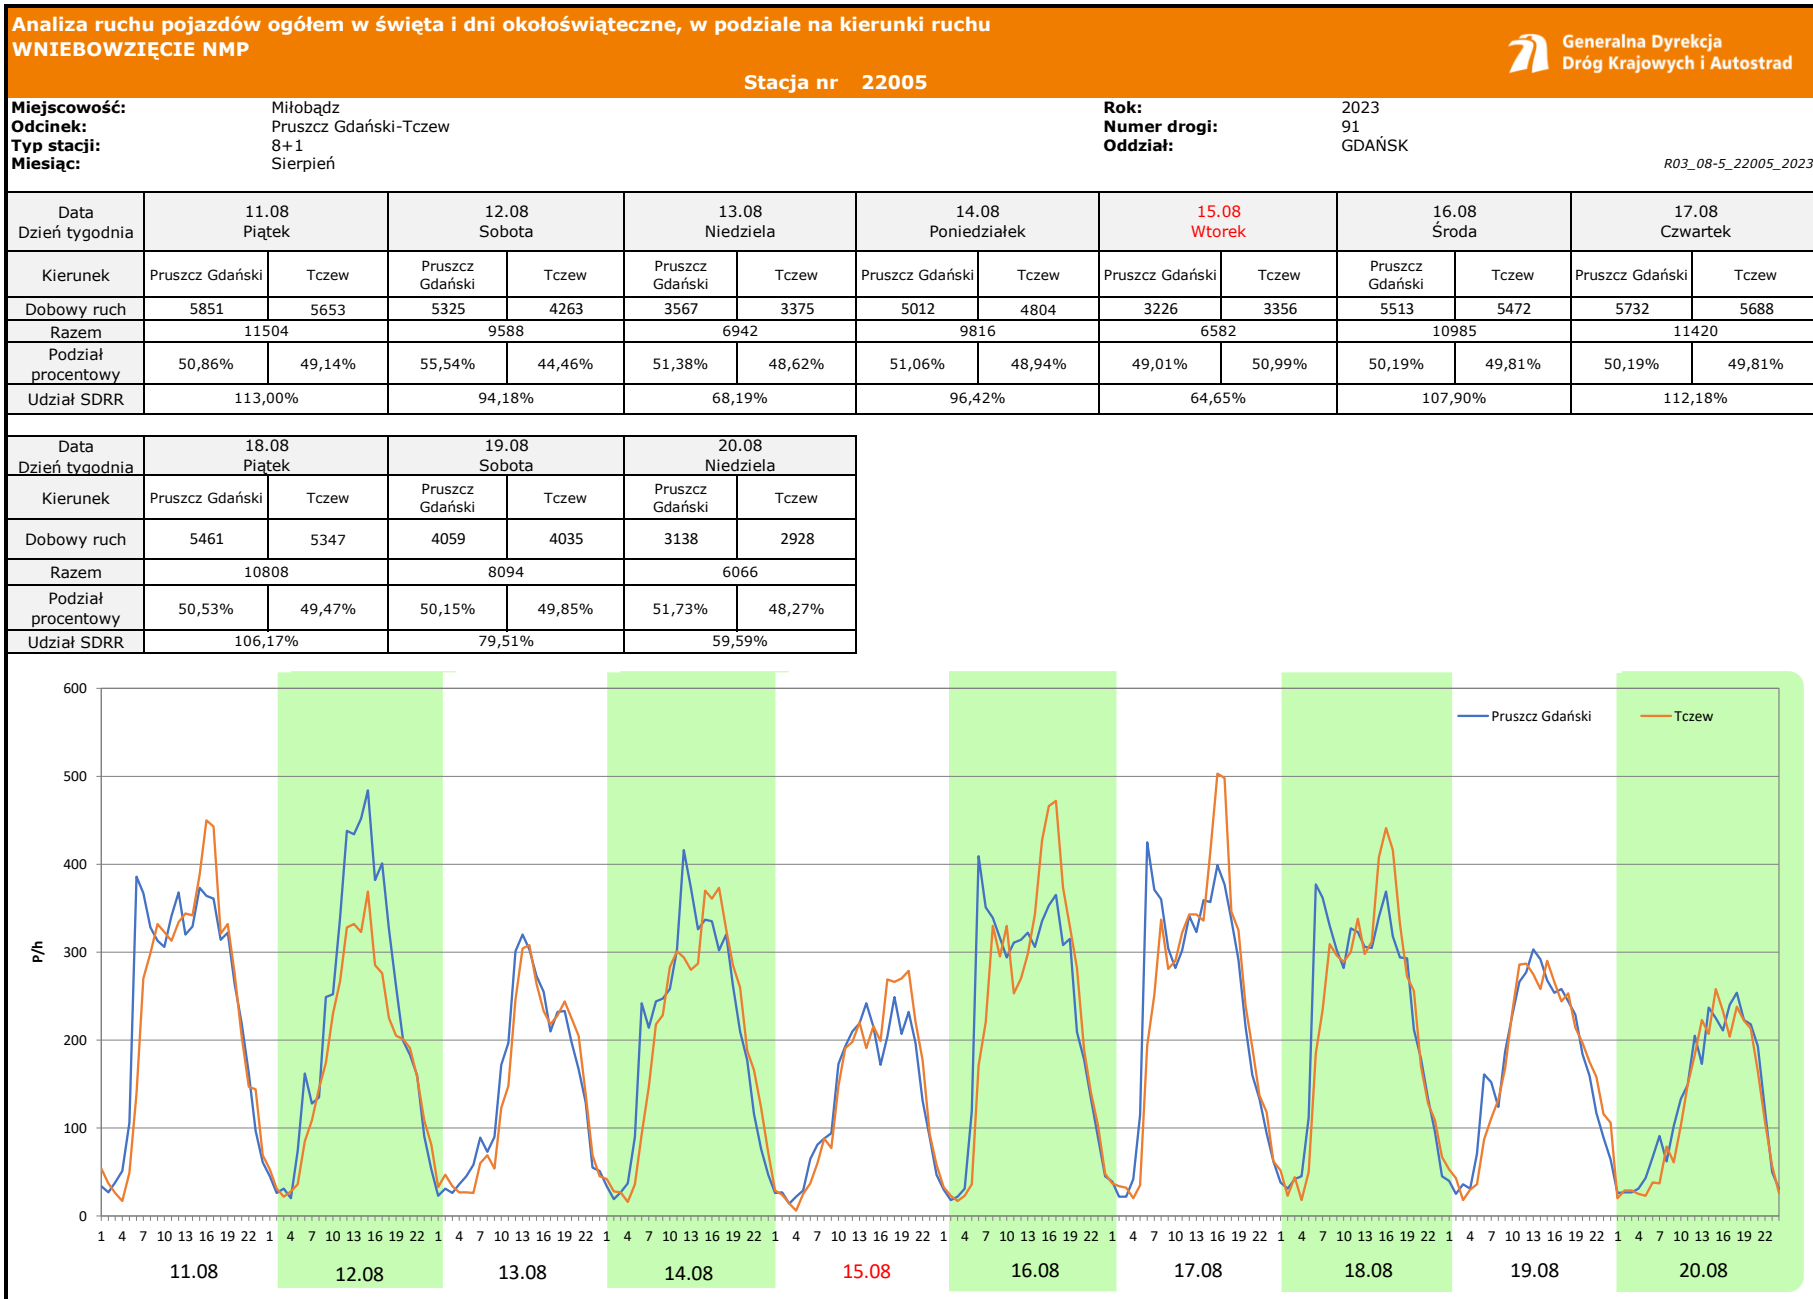 Analiza ruchu pojazdów ogółem w święta i dni okołoświąteczne, w podziale na kierunki ruchu
WNIEBOWZIĘCIE NMP
Generalna Dyrekcja
Dróg Krajowych i Autostrad
Stacja nr 22005
Miejscowość: Miłobądz Rok: 2023
Odcinek: Pruszcz Gdański-Tczew Numer drogi: 91
Typ stacji: 8+1 Oddział: GDAŃSK
Miesiąc: Sierpień R03_08-5_22005_2023
Data 11.08 12.08 13.08 14.08 15.08 16.08 17.08
Dzień tygodnia Piątek Sobota Niedziela Poniedziałek Wtorek Środa Czwartek
Kierunek Pruszcz Gdański Tczew Pruszcz Gdański Tczew Pruszcz Gdański Tczew Pruszcz Gdański Tczew Pruszcz Gdański Tczew Pruszcz Gdański Tczew Pruszcz Gdański Tczew
Dobowy ruch 5851 5653 5325 4263 3567 3375 5012 4804 3226 3356 5513 5472 5732 5688
Razem 11504 9588 6942 9816 6582 10985 11420
Podział procentowy 50,86% 49,14% 55,54% 44,46% 51,38% 48,62% 51,06% 48,94% 49,01% 50,99% 50,19% 49,81% 50,19% 49,81%
Udział SDRR 113,00% 94,18% 68,19% 96,42% 64,65% 107,90% 112,18%
Data 18.08 19.08 20.08
Dzień tygodnia Piątek Sobota Niedziela
Kierunek Pruszcz Gdański Tczew Pruszcz Gdański Tczew Pruszcz Gdański Tczew
Dobowy ruch 5461 5347 4059 4035 3138 2928
Razem 10808 8094 6066
Podział procentowy 50,53% 49,47% 50,15% 49,85% 51,73% 48,27%
Udział SDRR 106,17% 79,51% 59,59%
600
Pruszcz Gdański Tczew
500
400
P/h
300
200
100
0
1 4 7 10 13 16 19 22 1 4 7 10 13 16 19 22 1 4 7 10 13 16 19 22 1 4 7 10 13 16 19 22 1 4 7 10 13 16 19 22 1 4 7 10 13 16 19 22 1 4 7 10 13 16 19 22 1 4 7 10 13 16 19 22 1 4 7 10 13 16 19 22 1 4 7 10 13 16 19 22
11.08 12.08 13.08 14.08 15.08 16.08 17.08 18.08 19.08 20.08